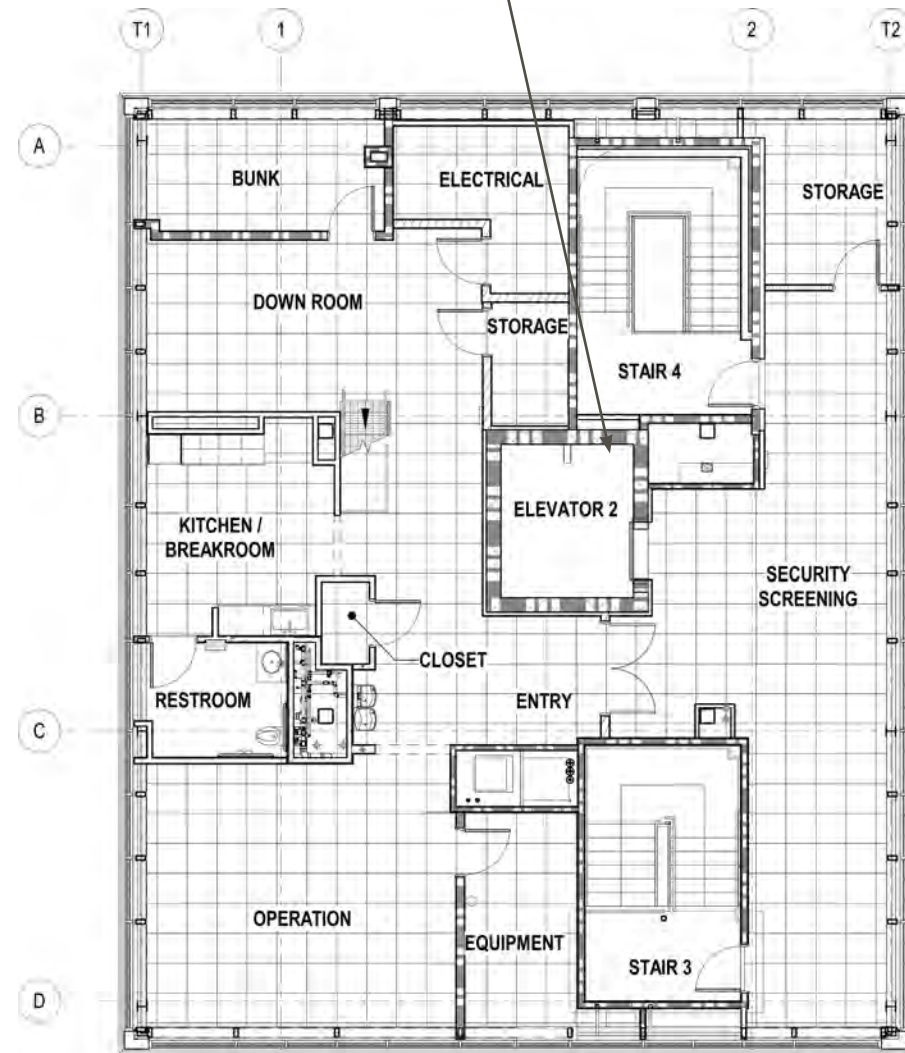 T1
1
2
T2
A
BUNK
ELECTRICAL
STORAGE
DOWN ROOM
STORAGE
STAIR 4
B
ELEVATOR 2
KITCHEN /
BREAKROOM
SECURITY
SCREENING
CLOSET
RESTROOM
ENTRY
C
OPERATION
EQUIPMENT
STAIR 3
D